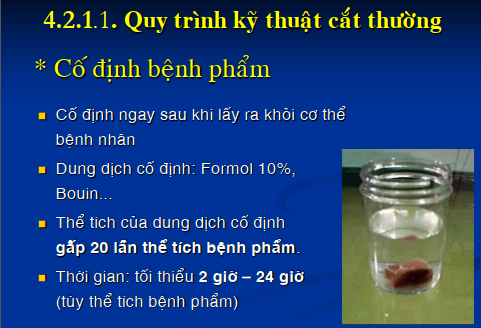 4.2.1.1. Quy trình kỹ thuật cắt thường
* Cố định bệnh phẩm
Cố định ngay sau khi lấy ra khỏi cơ thể
bệnh nhân
Dung dịch cố định: Formol 10%,
Bouin...
Thể tích của dung dịch cố định
gấp 20 lần thể tích bệnh phẩm.
Thời gian: tối thiểu 2 giờ – 24 giờ
(tùy thể tích bệnh phẩm)